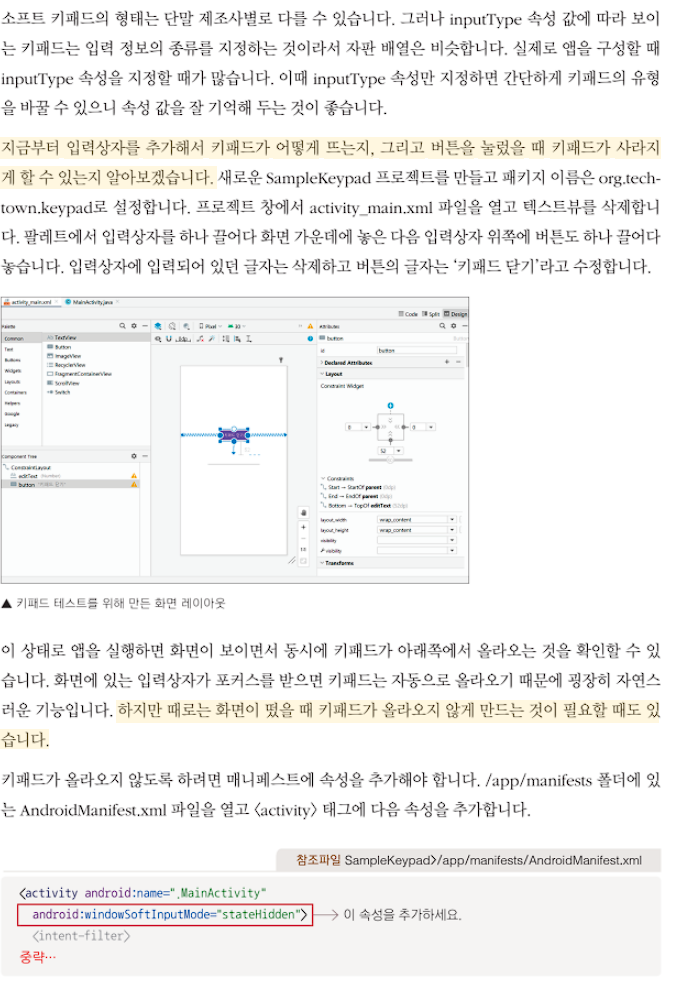 소프트 키패드의 형태는 단말 제조사별로 다를 수 있습니다. 그러나 inputType 속성 값에 따라 보이
는 키패드는 입력 정보의 종류를 지정하는 것이라서 자판 배열은 비슷합니다. 실제로 앱을 구성할 때
inputType 속성을 지정할 때가 많습니다. 이때 inputType 속성만 지정하면 간단하게 키패드의 유형
을 바꿀 수 있으니 속성 값을 잘 기억해 두는 것이 좋습니다.
지금부터 입력상자를 추가해서 키패드가 어떻게 뜨는지, 그리고 버튼을 눌렀을 때 키패드가 사라지
게 할 수 있는지 알아보겠습니다. 새로운 SampleKeypad 프로젝트를 만들고 패키지 이름은 org.tech-
town.keypad로 설정합니다. 프로젝트 창에서 activity_main.xml 파일을 열고 텍스트뷰를 삭제합니
다. 팔레트에서 입력상자를 하나 끌어다 화면 가운데에 놓은 다음 입력상자 위쪽에 버튼도 하나 끌어다
놓습니다. 입력상자에 입력되어 있던 글자는 삭제하고 버튼의 글자는 ‘키패드 닫기’라고 수정합니다.
activity_main.xml MainActivity.java
Code Split Design
Palette Pixel 30 Attributes
Common TextView button
Text Button id button
Buttons ImageView Declared Attributes
Widgets RecyclerView Layout
Layouts FragmentContainerView Constraint Widget
Containers ScrollView
Helpers Switch
Google
Legacy
Component Tree
ConstraintLayout
editText
button
Constraints
Start → StartOf parent (0dp)
End → EndOf parent (0dp)
Bottom → TopOf editText
layout_width wrap_content
layout_height wrap_content
visibility
visibility
Transforms
▲ 키패드 테스트를 위해 만든 화면 레이아웃
이 상태로 앱을 실행하면 화면이 보이면서 동시에 키패드가 아래쪽에서 올라오는 것을 확인할 수 있
습니다. 화면에 있는 입력상자가 포커스를 받으면 키패드는 자동으로 올라오기 때문에 굉장히 자연스
러운 기능입니다. 하지만 때로는 화면이 떴을 때 키패드가 올라오지 않게 만드는 것이 필요할 때도 있
습니다.
키패드가 올라오지 않도록 하려면 매니페스트에 속성을 추가해야 합니다. /app/manifests 폴더에 있
는 AndroidManifest.xml 파일을 열고 〈activity〉 태그에 다음 속성을 추가합니다.
참조파일 SampleKeypad>/app/manifests/AndroidManifest.xml
<activity android:name=".MainActivity"
android:windowSoftInputMode="stateHidden"> → 이 속성을 추가하세요.
<intent-filter>
중략…